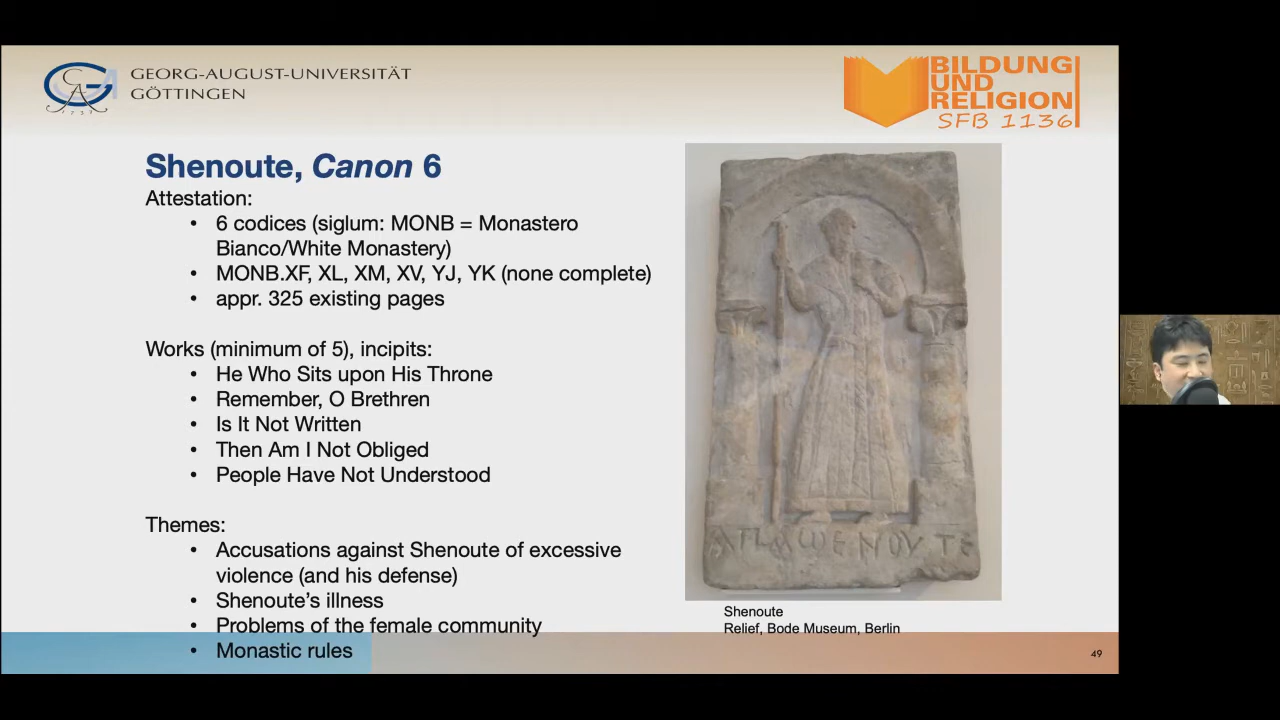 GEORG-AUGUST-UNIVERSITÄT
GÖTTINGEN
BILDUNG
UND
RELIGION
SFB 1136
Shenoute, Canon 6
Attestation:
• 6 codices (siglum: MONB = Monastero
Bianco/White Monastery)
• MONB.XF, XL, XM, XV, YJ, YK (none complete)
• appr. 325 existing pages
Works (minimum of 5), incipits:
• He Who Sits upon His Throne
• Remember, O Brethren
• Is It Not Written
• Then Am I Not Obliged
• People Have Not Understood
Themes:
• Accusations against Shenoute of excessive
violence (and his defense)
• Shenoute's illness
• Problems of the female community
• Monastic rules
Shenoute
Relief, Bode Museum, Berlin
49